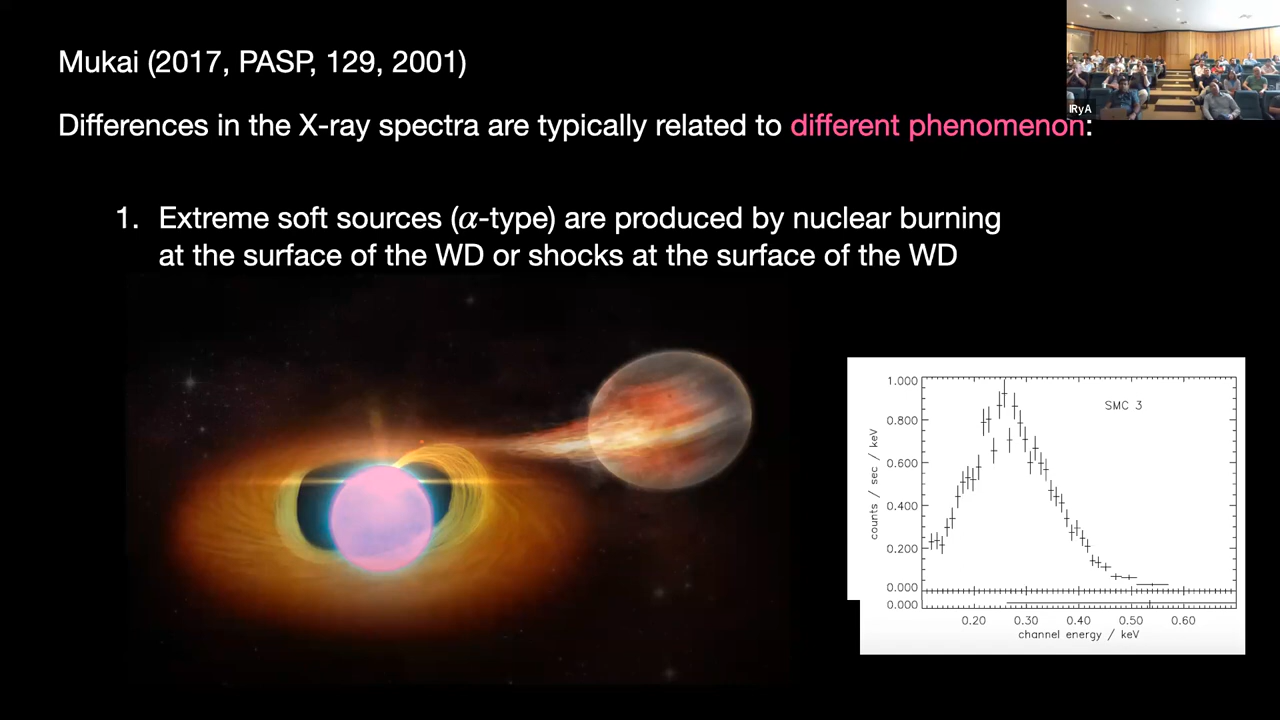 Mukai (2017, PASP, 129, 2001)
IRyA
Differences in the X-ray spectra are typically related to different phenomenon:
1. Extreme soft sources (α-type) are produced by nuclear burning
at the surface of the WD or shocks at the surface of the WD
SMC 3
1.000
0.800
0.600
0.400
0.200
0.000
0.000
counts / sec / keV
0.20 0.30 0.40 0.50 0.60
channel energy / keV